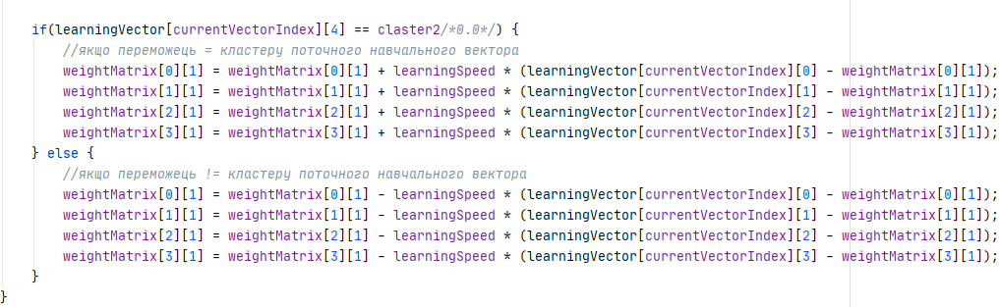 if(learningVector[currentVectorIndex][4] == claster2/*0.0*/) {
//якщо переможець = кластеру поточного навчального вектора
weightMatrix[0][1] = weightMatrix[0][1] + learningSpeed * (learningVector[currentVectorIndex][0] - weightMatrix[0][1]);
weightMatrix[1][1] = weightMatrix[1][1] + learningSpeed * (learningVector[currentVectorIndex][1] - weightMatrix[1][1]);
weightMatrix[2][1] = weightMatrix[2][1] + learningSpeed * (learningVector[currentVectorIndex][2] - weightMatrix[2][1]);
weightMatrix[3][1] = weightMatrix[3][1] + learningSpeed * (learningVector[currentVectorIndex][3] - weightMatrix[3][1]);
} else {
//якщо переможець != кластеру поточного навчального вектора
weightMatrix[0][1] = weightMatrix[0][1] - learningSpeed * (learningVector[currentVectorIndex][0] - weightMatrix[0][1]);
weightMatrix[1][1] = weightMatrix[1][1] - learningSpeed * (learningVector[currentVectorIndex][1] - weightMatrix[1][1]);
weightMatrix[2][1] = weightMatrix[2][1] - learningSpeed * (learningVector[currentVectorIndex][2] - weightMatrix[2][1]);
weightMatrix[3][1] = weightMatrix[3][1] - learningSpeed * (learningVector[currentVectorIndex][3] - weightMatrix[3][1]);
}
}